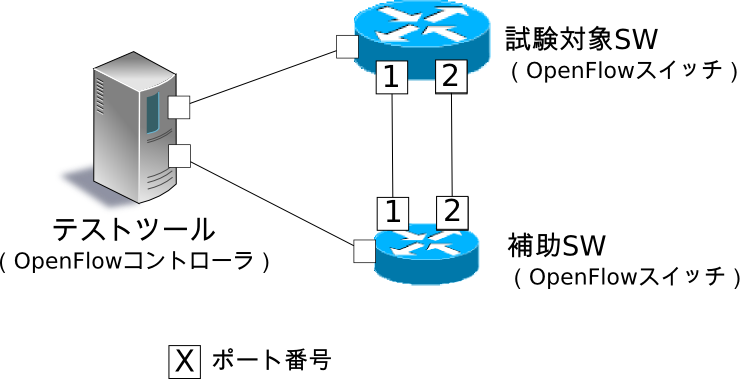 試験対象SW
（OpenFlowスイッチ）
1 2
1 2
テストツール
（OpenFlowコントローラ）
補助SW
（OpenFlowスイッチ）
X ポート番号